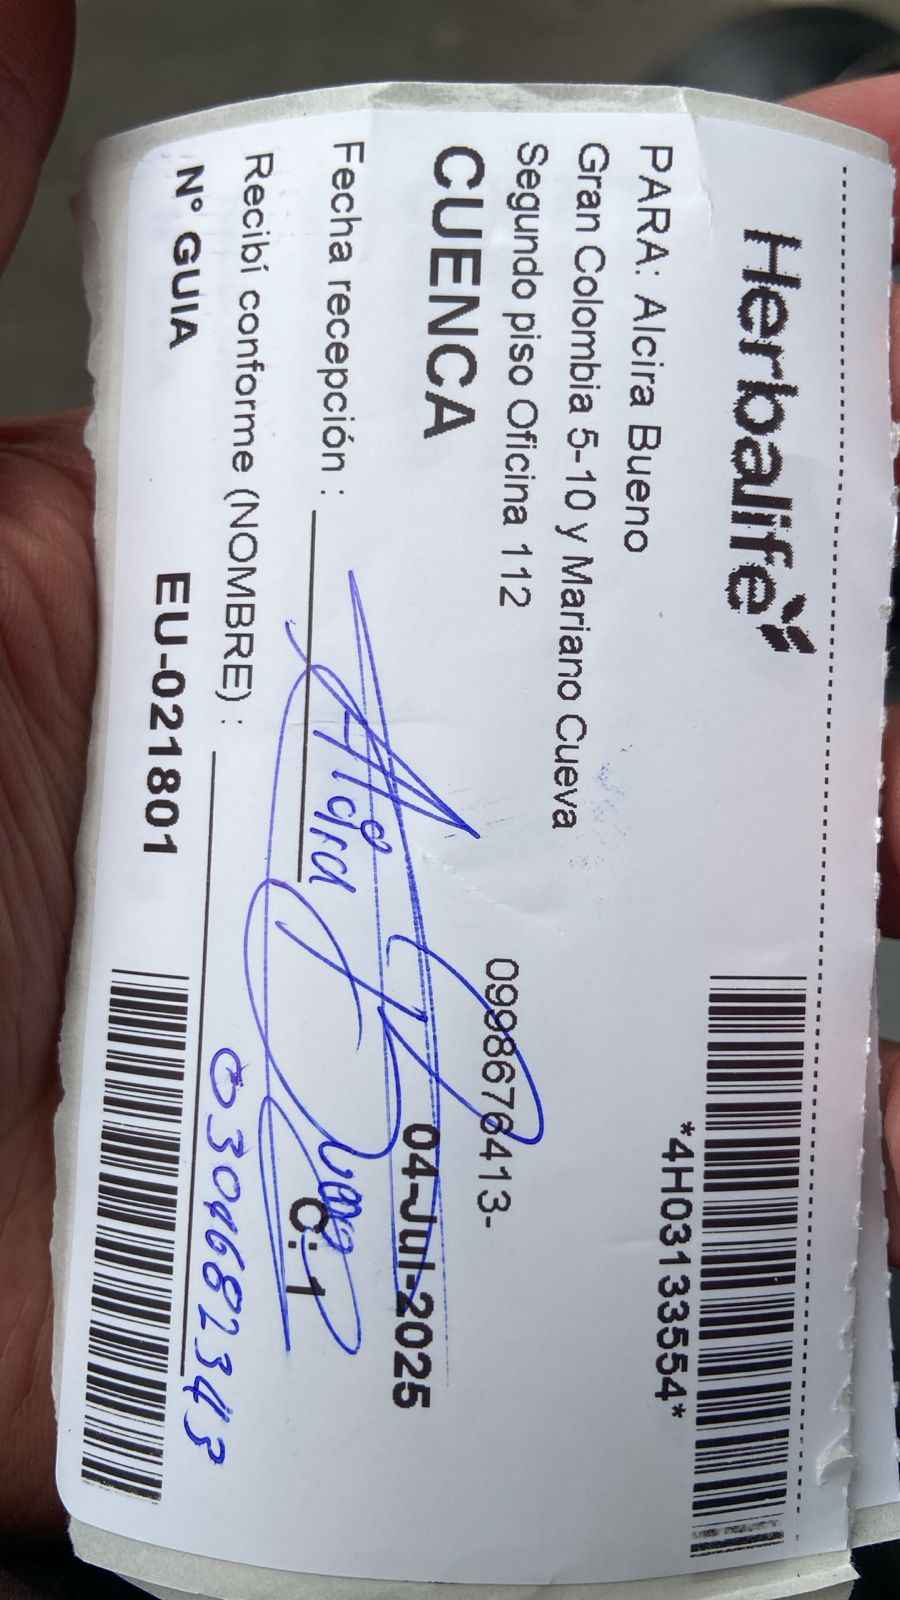 Herbalife
*4H03133554*
PARA: Alcira Bueno
Gran Colombia 5-10 y Mariano Cueva
Segundo piso Oficina 112
0998676413-
CUENCA
04-Jul-2025
Fecha recepción :
Alcira Bueno
C: 1
Recibí conforme (NOMBRE) :
0304682343
N° GUIA
EU-021801